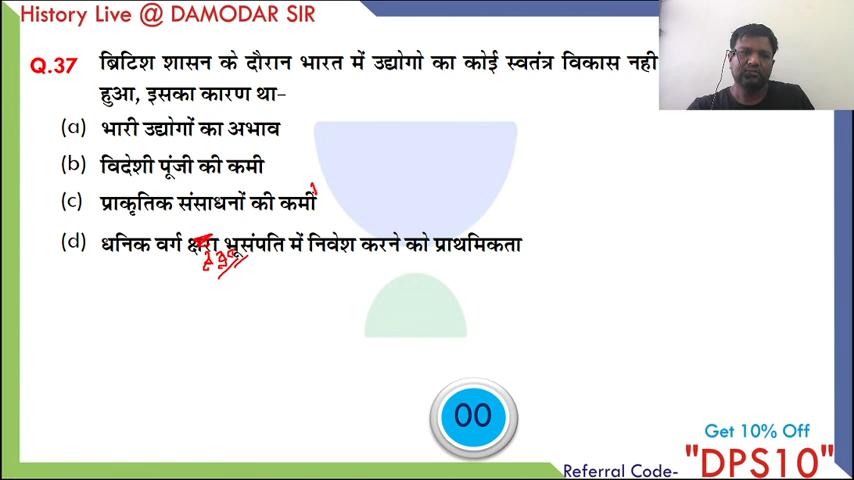 History Live @ DAMODAR SIR
Q.37 ब्रिटिश शासन के दौरान भारत में उद्योगो का कोई स्वतंत्र विकास नही
हुआ, इसका कारण था-
(a) भारी उद्योगों का अभाव
(b) विदेशी पूंजी की कमी
(c) प्राकृतिक संसाधनों की कमी
(d) धनिक वर्ग क्षरा भूसंपति में निवेश करने को प्राथमिकता
00
Get 10% Off
Referral Code- "DPS10"